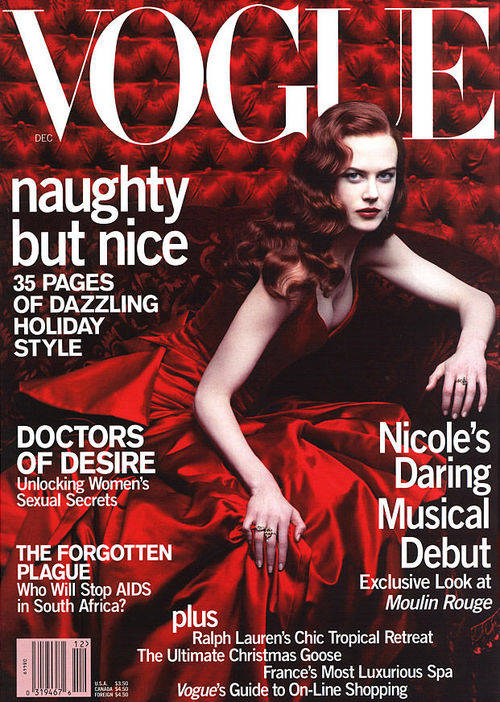 VOGUE
DEC
naughty
but nice
35 PAGES
OF DAZZLING
HOLIDAY
STYLE
DOCTORS
OF DESIRE
Unlocking Women's
Sexual Secrets
THE FORGOTTEN
PLAGUE
Who Will Stop AIDS
in South Africa?
Nicole's
Daring
Musical
Debut
Exclusive Look at
Moulin Rouge
plus
Ralph Lauren's Chic Tropical Retreat
The Ultimate Christmas Goose
France's Most Luxurious Spa
Vogue's Guide to On-Line Shopping
12>
0 319467 6
U.S.A. $3.50
CANADA $4.50
FOREIGN $4.50